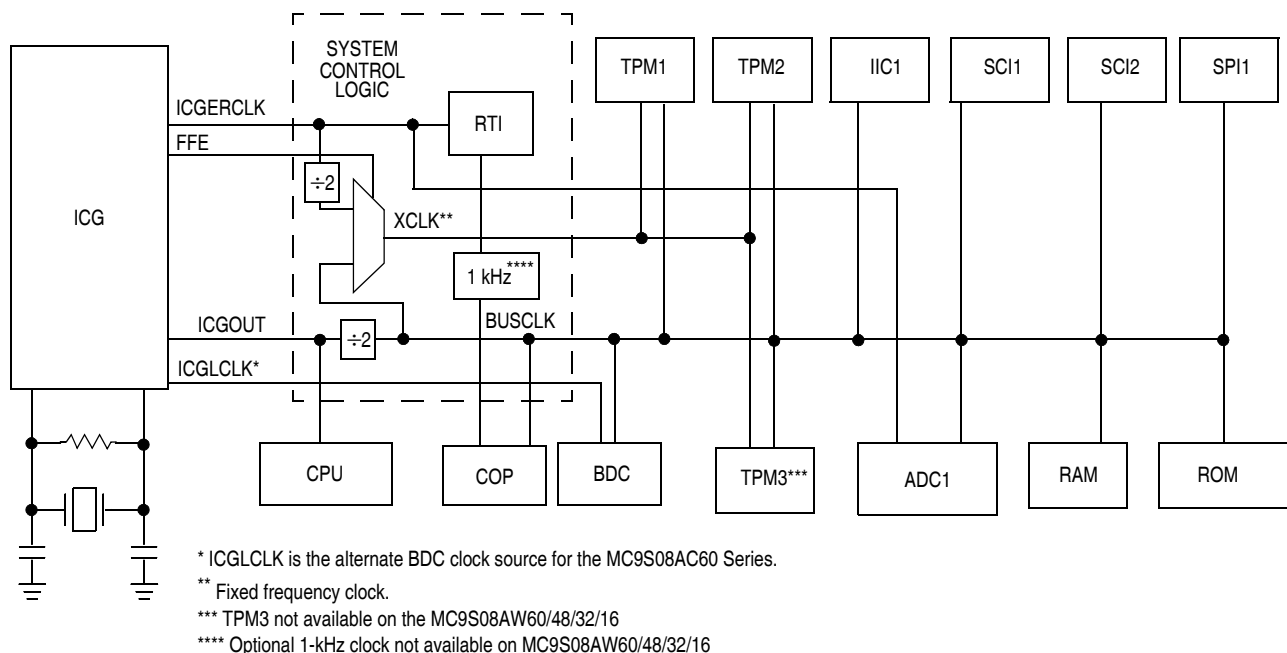 SYSTEM
CONTROL
LOGIC
TPM1
TPM2
IIC1
SCI1
SCI2
SPI1
ICGERCLK
RTI
FFE
÷2
ICG
XCLK**
1 kHz****
ICGOUT
÷2
BUSCLK
ICGLCLK*
CPU
COP
BDC
TPM3***
ADC1
RAM
ROM
* ICGLCLK is the alternate BDC clock source for the MC9S08AC60 Series.
** Fixed frequency clock.
*** TPM3 not available on the MC9S08AW60/48/32/16
**** Optional 1-kHz clock not available on MC9S08AW60/48/32/16